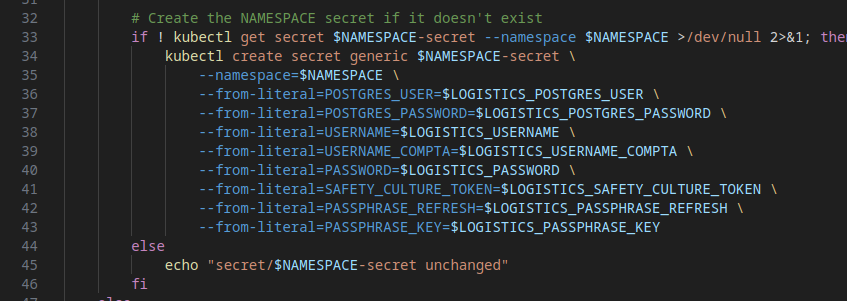 32 # Create the NAMESPACE secret if it doesn't exist
33 if ! kubectl get secret $NAMESPACE-secret --namespace $NAMESPACE >/dev/null 2>&1; then
34 kubectl create secret generic $NAMESPACE-secret \
35 --namespace=$NAMESPACE \
36 --from-literal=POSTGRES_USER=$LOGISTICS_POSTGRES_USER \
37 --from-literal=POSTGRES_PASSWORD=$LOGISTICS_POSTGRES_PASSWORD \
38 --from-literal=USERNAME=$LOGISTICS_USERNAME \
39 --from-literal=USERNAME_COMPTA=$LOGISTICS_USERNAME_COMPTA \
40 --from-literal=PASSWORD=$LOGISTICS_PASSWORD \
41 --from-literal=SAFETY_CULTURE_TOKEN=$LOGISTICS_SAFETY_CULTURE_TOKEN \
42 --from-literal=PASSPHRASE_REFRESH=$LOGISTICS_PASSPHRASE_REFRESH \
43 --from-literal=PASSPHRASE_KEY=$LOGISTICS_PASSPHRASE_KEY
44 else
45 echo "secret/$NAMESPACE-secret unchanged"
46 fi